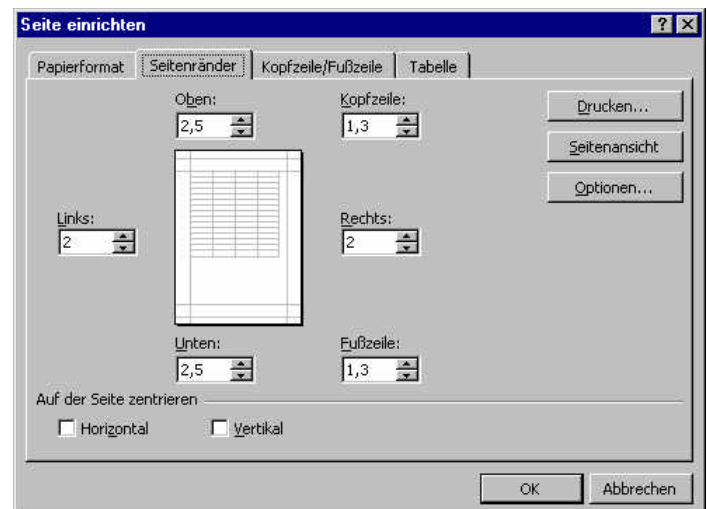 Seite einrichten
Papierformat Seitenränder Kopfzeile/Fußzeile Tabelle
Oben: Kopfzeile: Drucken...
2,5 1,3
Seitenansicht
Optionen...
Links: Rechts:
2 2
Unten: Fußzeile:
2,5 1,3
Auf der Seite zentrieren
Horizontal Vertikal
OK Abbrechen